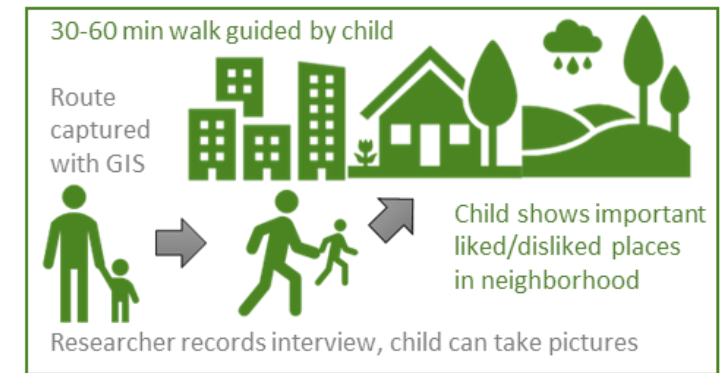 30-60 min walk guided by child
Route
captured
with GIS
Child shows important
liked/disliked places
in neighborhood
Researcher records interview, child can take pictures